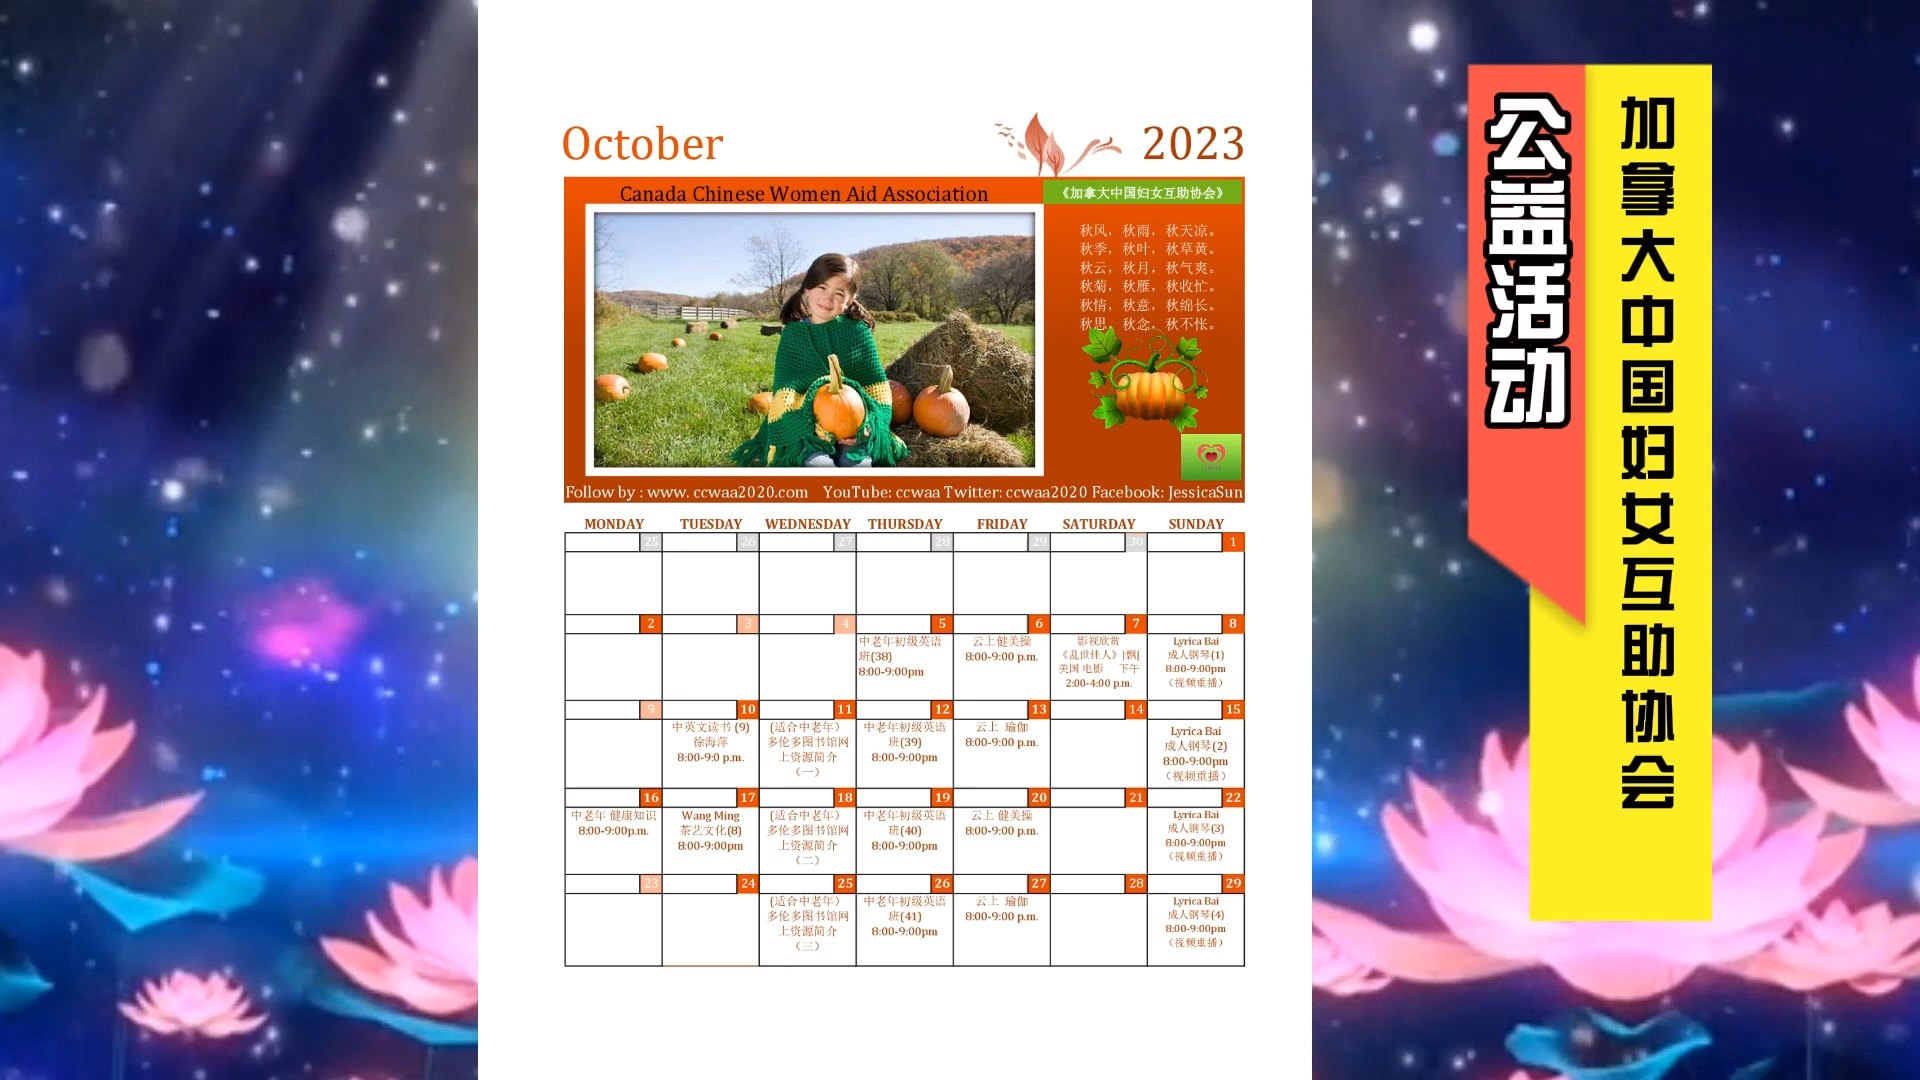 October
2023
Canada Chinese Women Aid Association
《加拿大中国妇女互助协会》
秋风，秋雨，秋天凉。
秋季，秋叶，秋草黄。
秋云，秋月，秋气爽。
秋菊，秋雁，秋收忙。
秋情，秋意，秋绵长。
秋思，秋念，秋不怅。
Follow by : www. ccwaa2020.com YouTube: ccwaa Twitter: ccwaa2020 Facebook: JessicaSun
MONDAY TUESDAY WEDNESDAY THURSDAY FRIDAY SATURDAY SUNDAY
25 26 27 28 29 30 1
2 3 4 5 6 7 8
中老年初级英语
班(38)
8:00-9:00pm
云上健美操
8:00-9:00 p.m.
影视欣赏
《乱世佳人》|飘|
美国 电影 下午
2:00-4:00 p.m.
Lyrica Bai
成人钢琴(1)
8:00-9:00pm
（视频重播）
9 10 11 12 13 14 15
中英文读书 (9)
徐海萍
8:00-9:0 p.m.
(适合中老年）
多伦多图书馆网
上资源简介
（一）
中老年初级英语
班(39)
8:00-9:00pm
云上 瑜伽
8:00-9:00 p.m.
Lyrica Bai
成人钢琴(2)
8:00-9:00pm
（视频重播）
16 17 18 19 20 21 22
中老年 健康知识
8:00-9:00p.m.
Wang Ming
茶艺文化(8)
8:00-9:00pm
(适合中老年）
多伦多图书馆网
上资源简介
（二）
中老年初级英语
班(40)
8:00-9:00pm
云上 健美操
8:00-9:00 p.m.
Lyrica Bai
成人钢琴(3)
8:00-9:00pm
（视频重播）
23 24 25 26 27 28 29
(适合中老年）
多伦多图书馆网
上资源简介
（三）
中老年初级英语
班(41)
8:00-9:00pm
云上 瑜伽
8:00-9:00 p.m.
Lyrica Bai
成人钢琴(4)
8:00-9:00pm
（视频重播）
公益活动
加拿大中国妇女互助协会